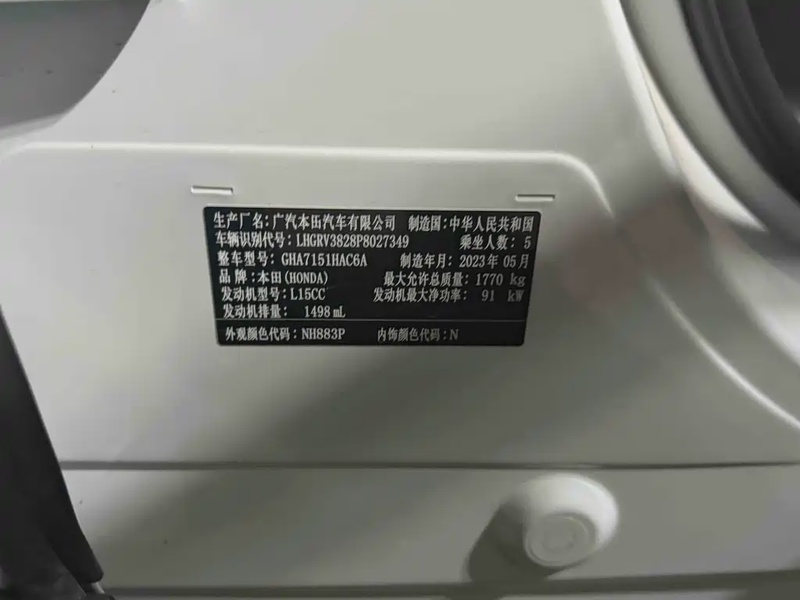 生产厂名：广汽本田汽车有限公司 制造国：中华人民共和国
车辆识别代号：LHGRV3828P8027349 乘坐人数：5
整车型号：GHA7151HAC6A 制造年月：2023年05月
品牌：本田(HONDA) 最大允许总质量：1770 kg
发动机型号：L15CC 发动机最大净功率：91 kW
发动机排量：1498 mL
外观颜色代码：NH883P 内饰颜色代码：N